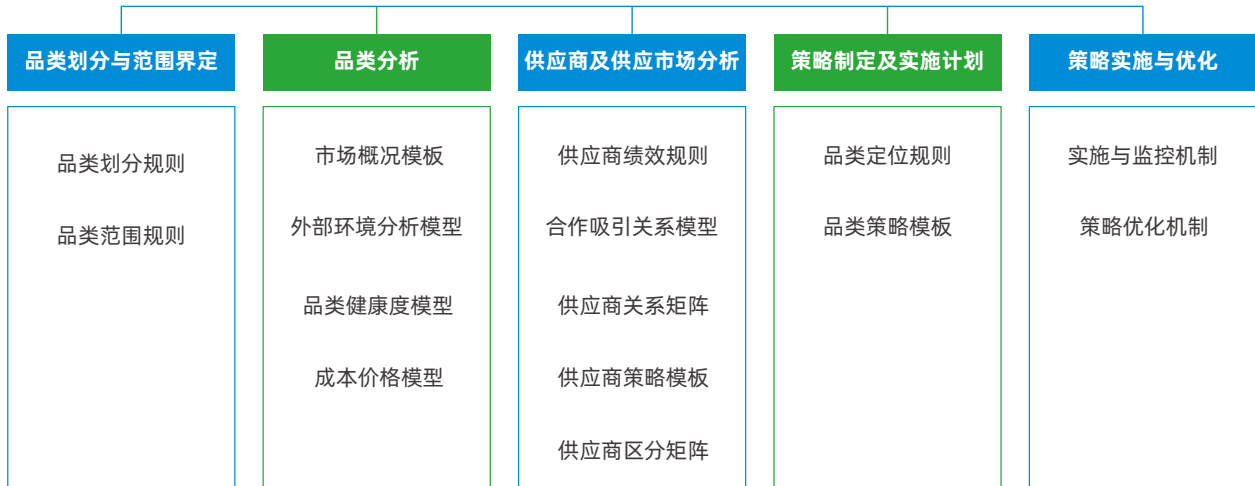 品类划分与范围界定
品类划分规则
品类范围规则
品类分析
市场概况模板
外部环境分析模型
品类健康度模型
成本价格模型
供应商及供应市场分析
供应商绩效规则
合作吸引关系模型
供应商关系矩阵
供应商策略模板
供应商区分矩阵
策略制定及实施计划
品类定位规则
品类策略模板
策略实施与优化
实施与监控机制
策略优化机制